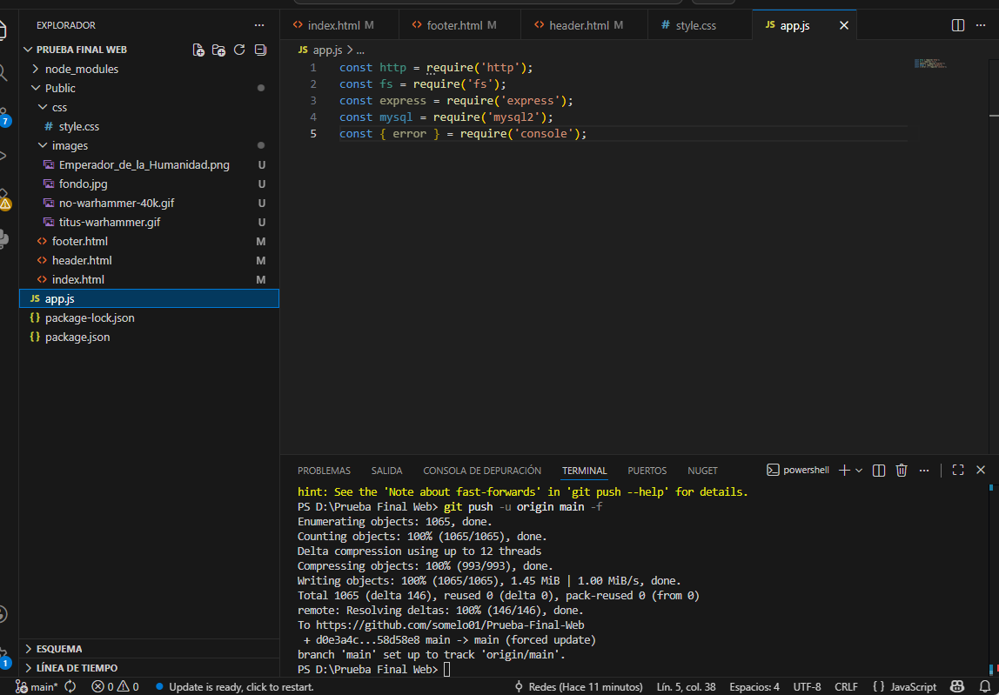 EXPLORADOR
PRUEBA FINAL WEB
node_modules
Public
css
# style.css
images
Emperador_de_la_Humanidad.png U
fondo.jpg U
no-warhammer-40k.gif U
titus-warhammer.gif U
<> footer.html M
<> header.html M
<> index.html M
JS app.js
{} package-lock.json
{} package.json
ESQUEMA
LÍNEA DE TIEMPO
7
1
<> index.html M <> footer.html M <> header.html M # style.css JS app.js
JS app.js > ...
1 const http = require('http');
2 const fs = require('fs');
3 const express = require('express');
4 const mysql = require('mysql2');
5 const { error } = require('console');
PROBLEMAS SALIDA CONSOLA DE DEPURACIÓN TERMINAL PUERTOS NUGET powershell
hint: See the 'Note about fast-forwards' in 'git push --help' for details.
PS D:\Prueba Final Web> git push -u origin main -f
Enumerating objects: 1065, done.
Counting objects: 100% (1065/1065), done.
Delta compression using up to 12 threads
Compressing objects: 100% (993/993), done.
Writing objects: 100% (1065/1065), 1.45 MiB | 1.00 MiB/s, done.
Total 1065 (delta 146), reused 0 (delta 0), pack-reused 0 (from 0)
remote: Resolving deltas: 100% (146/146), done.
To https://github.com/somelo01/Prueba-Final-Web
+ d0e3a4c...58d58e8 main -> main (forced update)
branch 'main' set up to track 'origin/main'.
PS D:\Prueba Final Web>
main* 0 0 Update is ready, click to restart. Redes (Hace 11 minutos) Lín. 5, col. 38 Espacios: 4 UTF-8 CRLF {} JavaScript